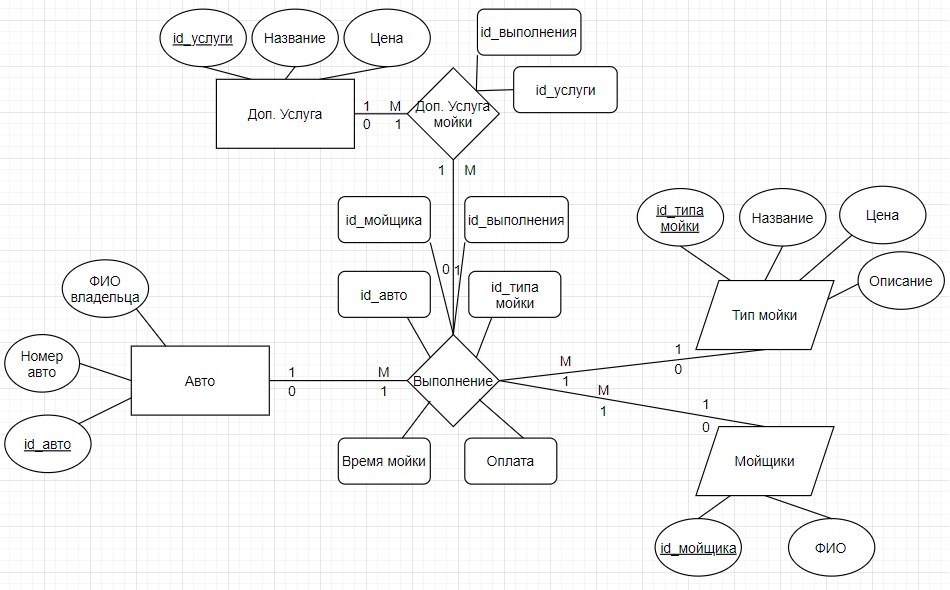 id_услуги
Название
Цена
id_выполнения
id_услуги
Доп. Услуга
1 М
0 1
Доп. Услуга
мойки
1 М
id_мойщика
id_выполнения
0 1
id_авто
id_типа
мойки
id_типа
мойки
Название
Цена
Описание
Тип мойки
ФИО
владельца
Номер
авто
id_авто
Авто
1 М
0 1
Выполнение
М 1
1 0
М 1
1 0
Время мойки
Оплата
Мойщики
id_мойщика
ФИО